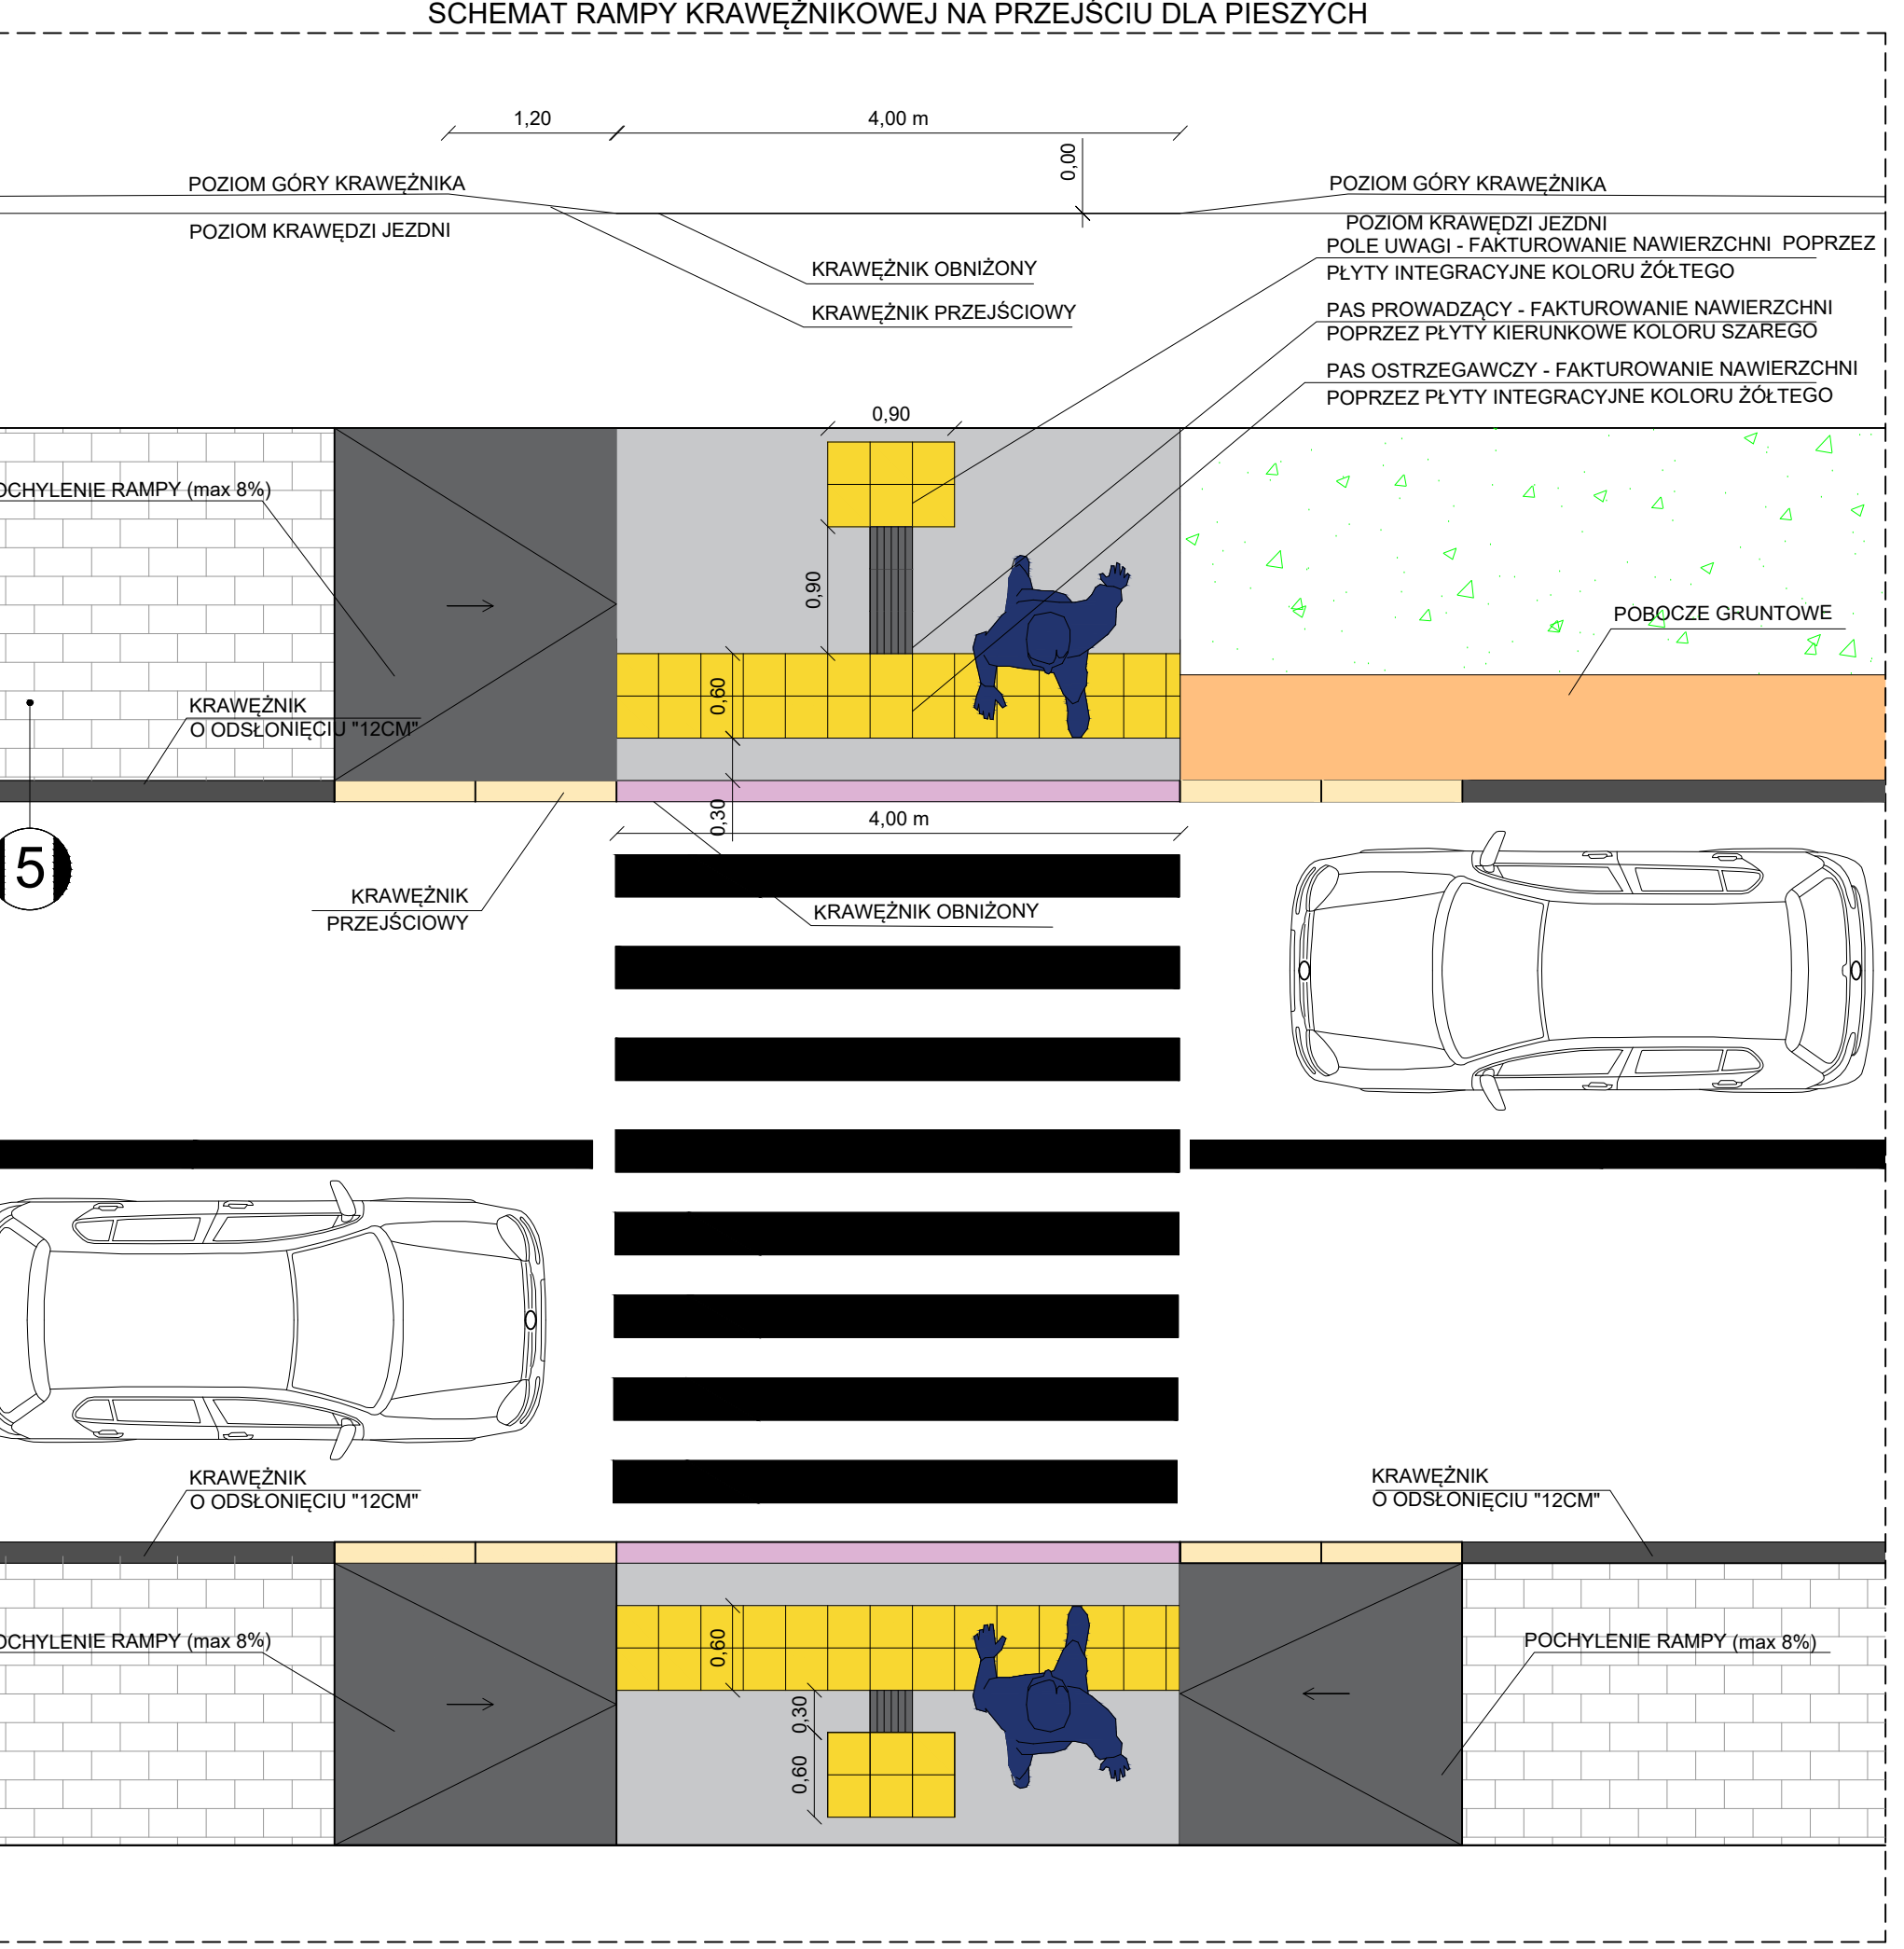 SCHEMAT RAMPY KRAWĘŻNIKOWEJ NA PRZEJŚCIU DLA PIESZYCH
1,20
4,00 m
0,00
POZIOM GÓRY KRAWĘŻNIKA
POZIOM GÓRY KRAWĘŻNIKA
POZIOM KRAWĘDZI JEZDNI
POZIOM KRAWĘDZI JEZDNI
POLE UWAGI - FAKTUROWANIE NAWIERZCHNI POPRZEZ
PŁYTY INTEGRACYJNE KOLORU ŻÓŁTEGO
KRAWĘŻNIK OBNIŻONY
KRAWĘŻNIK PRZEJŚCIOWY
PAS PROWADZĄCY - FAKTUROWANIE NAWIERZCHNI
POPRZEZ PŁYTY KIERUNKOWE KOLORU SZAREGO
PAS OSTRZEGAWCZY - FAKTUROWANIE NAWIERZCHNI
POPRZEZ PŁYTY INTEGRACYJNE KOLORU ŻÓŁTEGO
0,90
OCHYLENIE RAMPY (max 8%)
0,90
POBOCZE GRUNTOWE
0,60
KRAWĘŻNIK
O ODSŁONIĘCIU "12CM"
0,30
4,00 m
5
KRAWĘŻNIK
PRZEJŚCIOWY
KRAWĘŻNIK OBNIŻONY
KRAWĘŻNIK
O ODSŁONIĘCIU "12CM"
KRAWĘŻNIK
O ODSŁONIĘCIU "12CM"
OCHYLENIE RAMPY (max 8%)
0,60
POCHYLENIE RAMPY (max 8%)
0,30
0,60